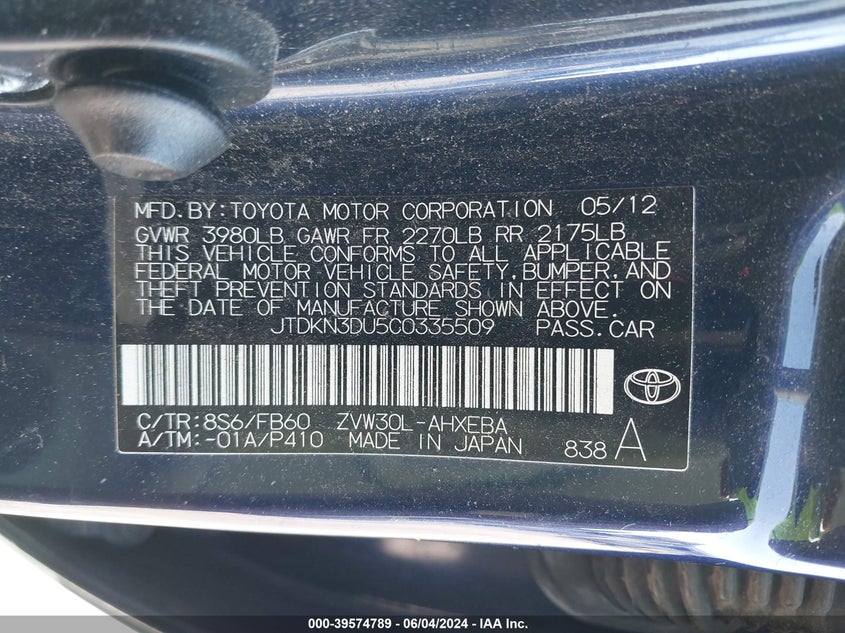 MFD.BY:TOYOTA MOTOR CORPORATION 05/12
GVWR 3980LB, GAWR FR 2270LB RR 2175LB
THIS VEHICLE CONFORMS TO ALL APPLICABLE
FEDERAL MOTOR VEHICLE SAFETY,BUMPER,AND
THEFT PREVENTION STANDARDS IN EFFECT ON
THE DATE OF MANUFACTURE SHOWN ABOVE.
JTDKN3DU5C0335509 PASS.CAR
C/TR:8S6/FB60 ZVW30L-AHXEBA
A/TM:-01A/P410 MADE IN JAPAN 838 A
000-39574789 - 06/04/2024 - IAA Inc.